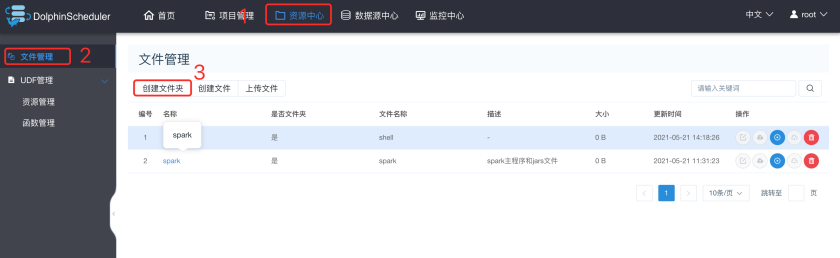 DolphinScheduler 首页 项目管理 1 资源中心 数据源中心 监控中心 中文 root
文件管理 2
UDF管理
资源管理
函数管理
文件管理
3
创建文件夹 创建文件 上传文件 请输入关键词
编号 名称 是否文件夹 文件名称 描述 大小 更新时间 操作
spark
1 是 shell - 0 B 2021-05-21 14:18:26
2 spark 是 spark spark主程序和jars文件 0 B 2021-05-21 11:31:23
1 10条/页 跳转至 页